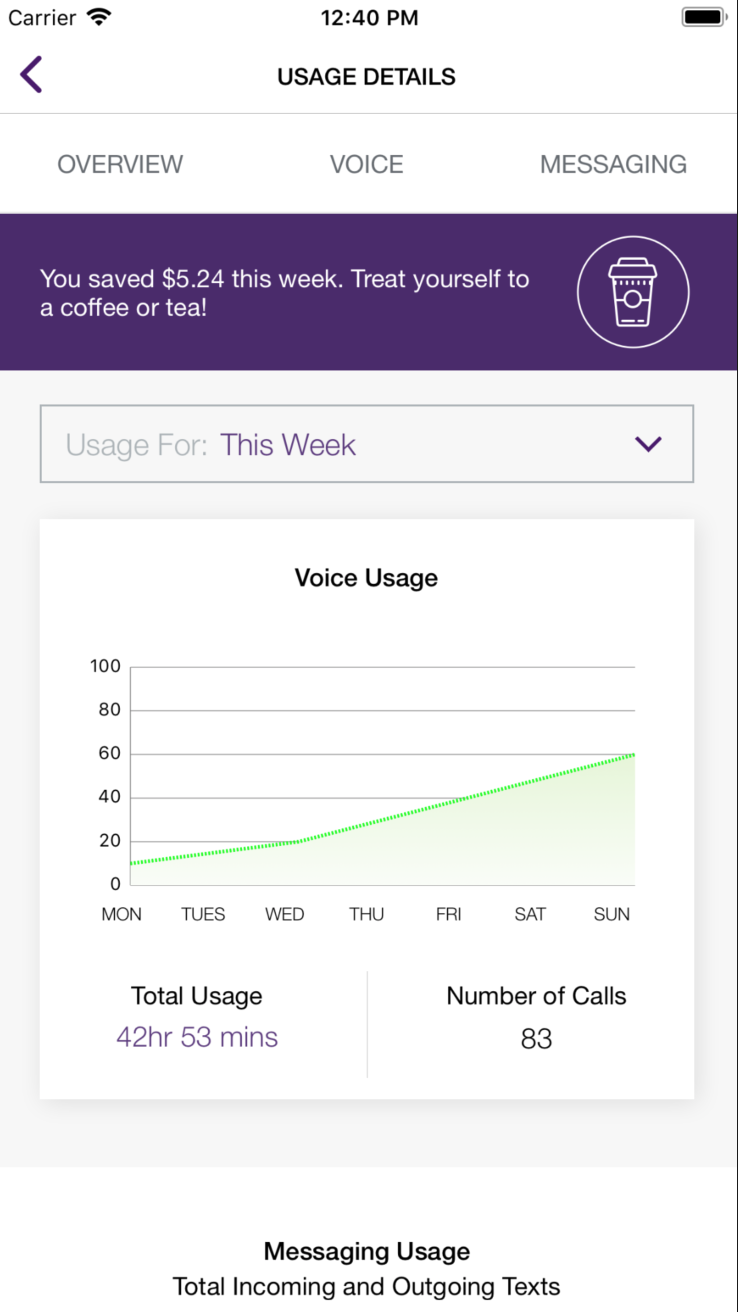 Carrier 12:40 PM
USAGE DETAILS
OVERVIEW VOICE MESSAGING
You saved $5.24 this week. Treat yourself to
a coffee or tea!
Usage For: This Week
Voice Usage
100
80
60
40
20
0
MON TUES WED THU FRI SAT SUN
Total Usage Number of Calls
42hr 53 mins 83
Messaging Usage
Total Incoming and Outgoing Texts